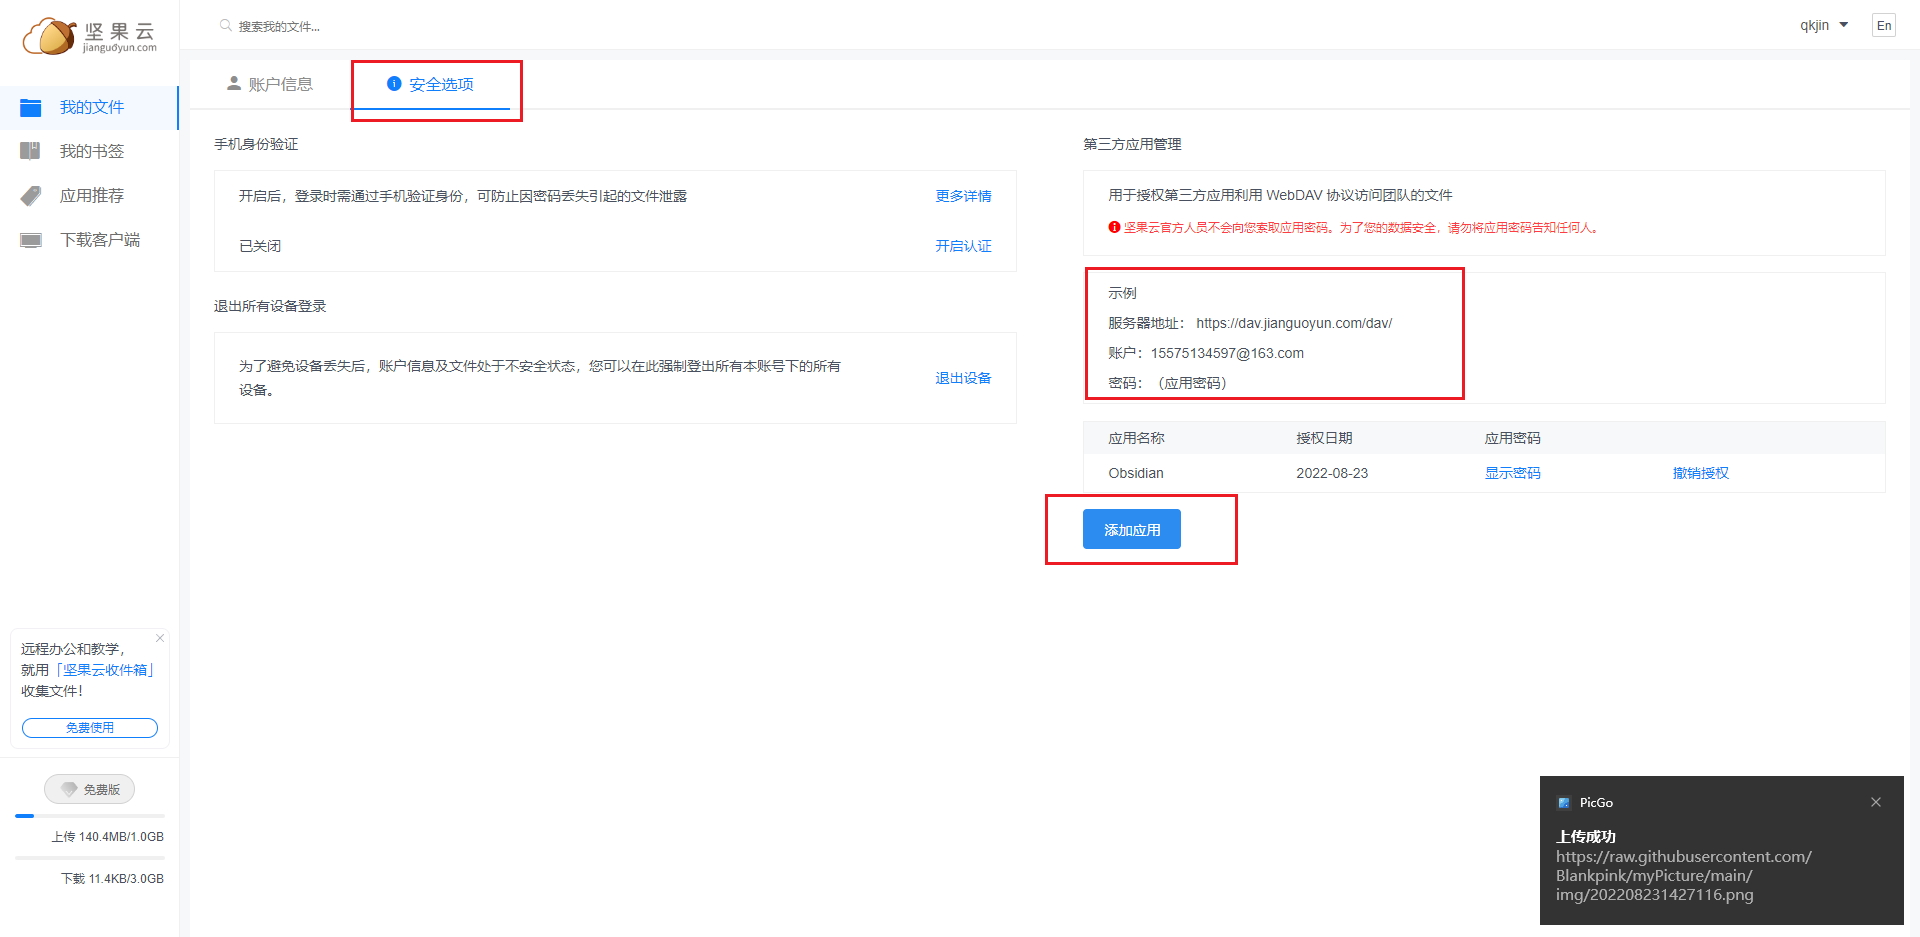 坚果云
jianguoyun.com
搜索我的文件...
qkjin
En
我的文件
我的书签
应用推荐
下载客户端
账户信息
安全选项
手机身份验证
开启后，登录时需通过手机验证身份，可防止因密码丢失引起的文件泄露
更多详情
已关闭
开启认证
退出所有设备登录
为了避免设备丢失后，账户信息及文件处于不安全状态，您可以在此强制登出所有本账号下的所有
设备。
退出设备
第三方应用管理
用于授权第三方应用利用 WebDAV 协议访问团队的文件
坚果云官方人员不会向您索取应用密码。为了您的数据安全，请勿将应用密码告知任何人。
示例
服务器地址： https://dav.jianguoyun.com/dav/
账户：15575134597@163.com
密码：（应用密码）
应用名称 授权日期 应用密码
Obsidian 2022-08-23 显示密码 撤销授权
添加应用
远程办公和教学，
就用「坚果云收件箱」
收集文件！
免费使用
免费版
上传 140.4MB/1.0GB
下载 11.4KB/3.0GB
PicGo
上传成功
https://raw.githubusercontent.com/
Blankpink/myPicture/main/
img/202208231427116.png